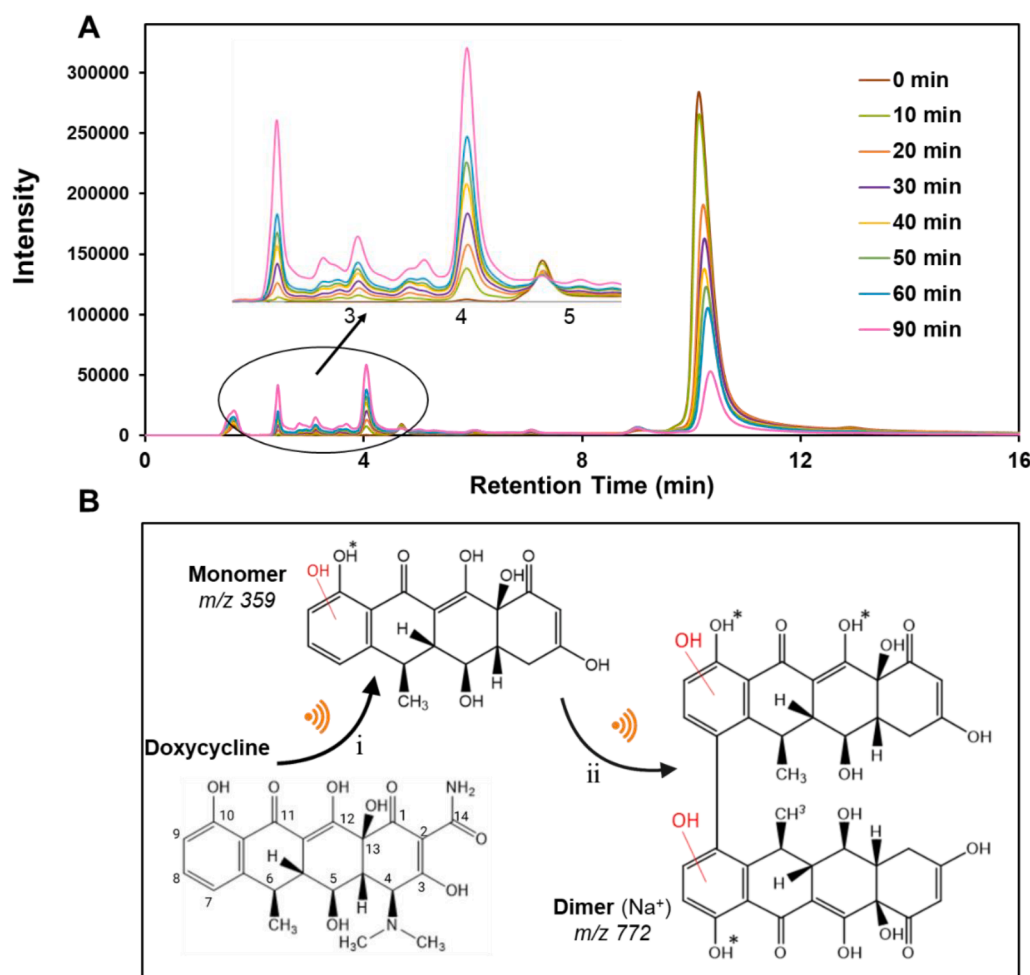 A
300000
250000
200000
150000
100000
50000
0
Intensity
0 min
10 min
20 min
30 min
40 min
50 min
60 min
90 min
3
4
5
0
4
8
12
16
Retention Time (min)
B
Monomer
m/z 359
OH
OH*
O
OH
OH
O
H
H
CH3
OH
OH
i
ii
Doxycycline
OH
O
OH
OH
O
NH2
O
10
11
12
13
1
2
14
9
8
7
6
5
4
3
H
H
OH
CH3
OH
N
H3C
CH3
OH
OH*
O
OH*
OH
O
H
H
OH
CH3
OH
OH
CH3
OH
H
H
OH
OH*
O
OH
OH
O
Dimer (Na+)
m/z 772